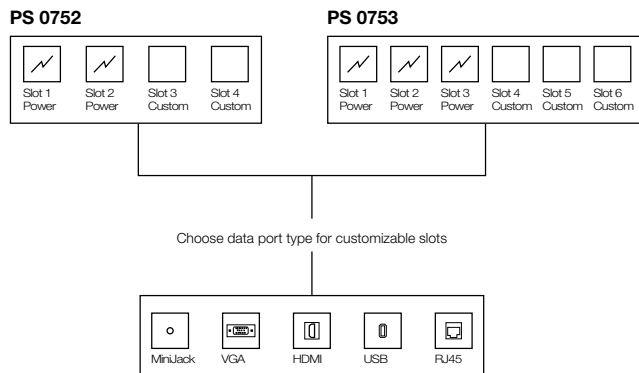 PS 0752
PS 0753
Slot 1 Power
Slot 2 Power
Slot 3 Custom
Slot 4 Custom
Slot 1 Power
Slot 2 Power
Slot 3 Power
Slot 4 Custom
Slot 5 Custom
Slot 6 Custom
Choose data port type for customizable slots
MiniJack
VGA
HDMI
USB
RJ45